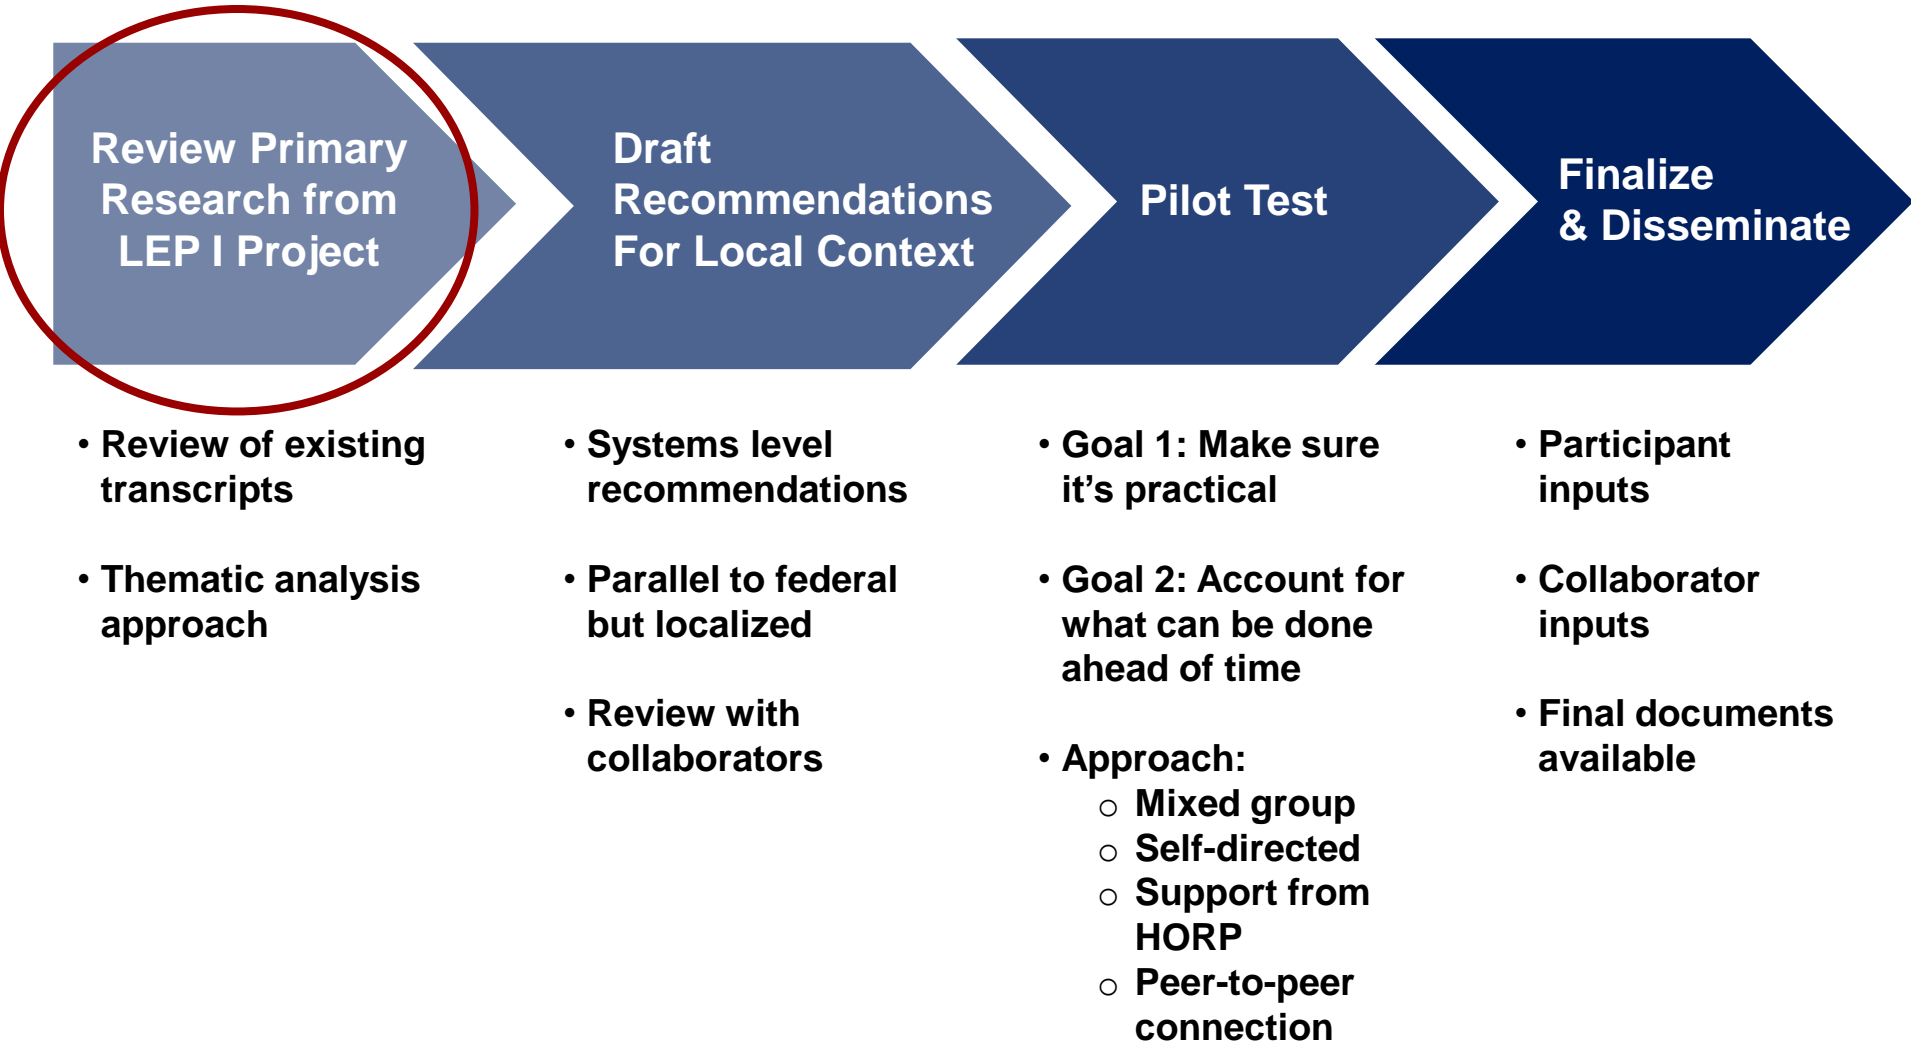 Review Primary
Research from
LEP I Project
Draft
Recommendations
For Local Context
Pilot Test
Finalize
& Disseminate
• Review of existing
transcripts
• Thematic analysis
approach
• Systems level
recommendations
• Parallel to federal
but localized
• Review with
collaborators
• Goal 1: Make sure
it’s practical
• Goal 2: Account for
what can be done
ahead of time
• Approach:
o Mixed group
o Self-directed
o Support from
HORP
o Peer-to-peer
connection
• Participant
inputs
• Collaborator
inputs
• Final documents
available